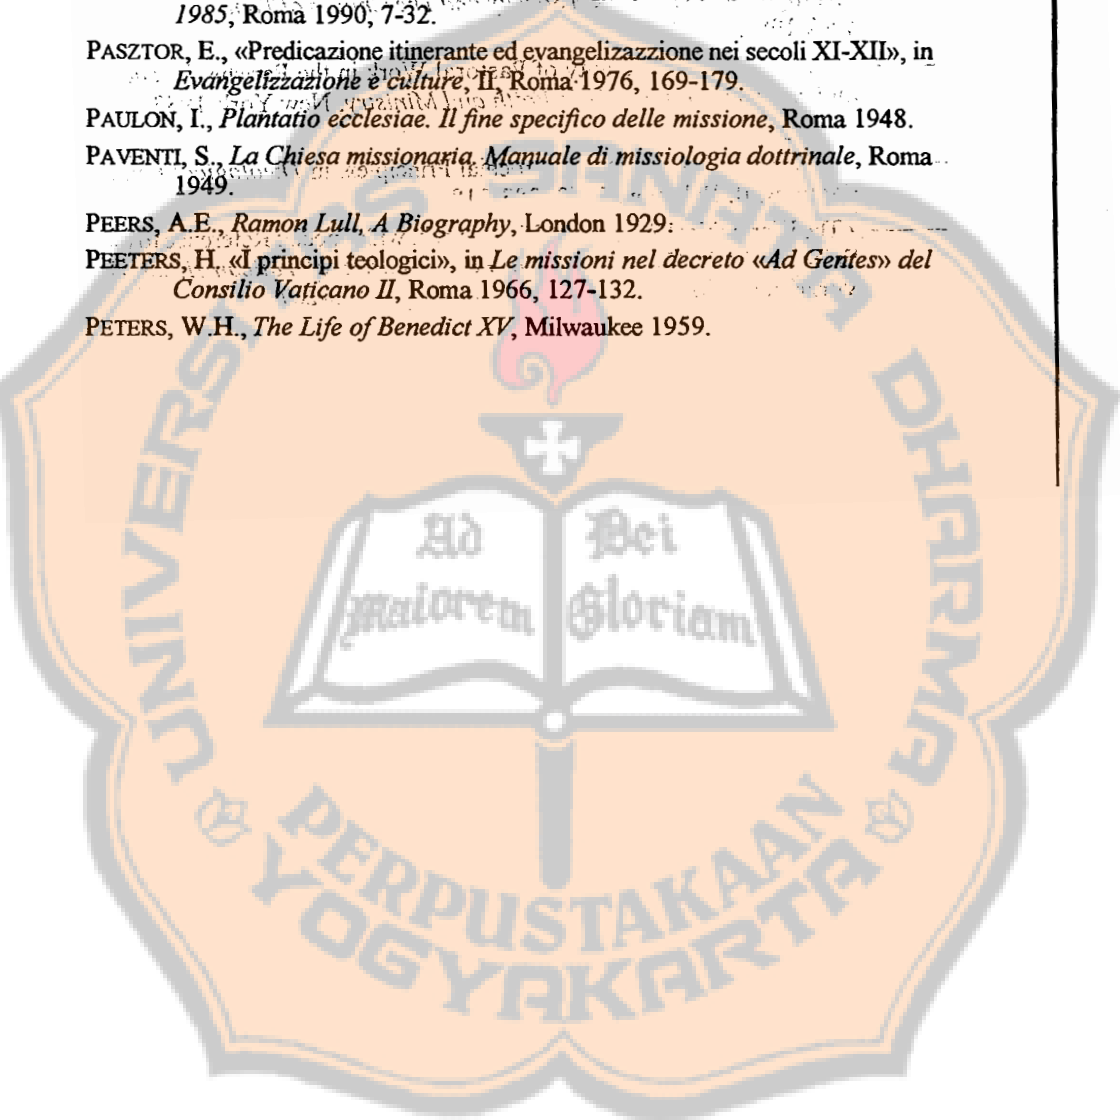 1985, Roma 1990, 7-32.
PASZTOR, E., «Predicazione itinerante ed evangelizazzione nei secoli XI-XII», in
Evangelizzazione e culture, II, Roma 1976, 169-179.
PAULON, I., Plantatio ecclesiae. Il fine specifico delle missione, Roma 1948.
PAVENTI, S., La Chiesa missionaria. Manuale di missiologia dottrinale, Roma
1949.
PEERS, A.E., Ramon Lull, A Biography, London 1929.
PEETERS, H. «I principi teologici», in Le missioni nel decreto «Ad Gentes» del
Consilio Vaticano II, Roma 1966, 127-132.
PETERS, W.H., The Life of Benedict XV, Milwaukee 1959.
UNIVERSITAS SANATA DHARMA
Ad
maiorem
Dei
Gloriam
PERPUSTAKAAN
YOGYAKARTA